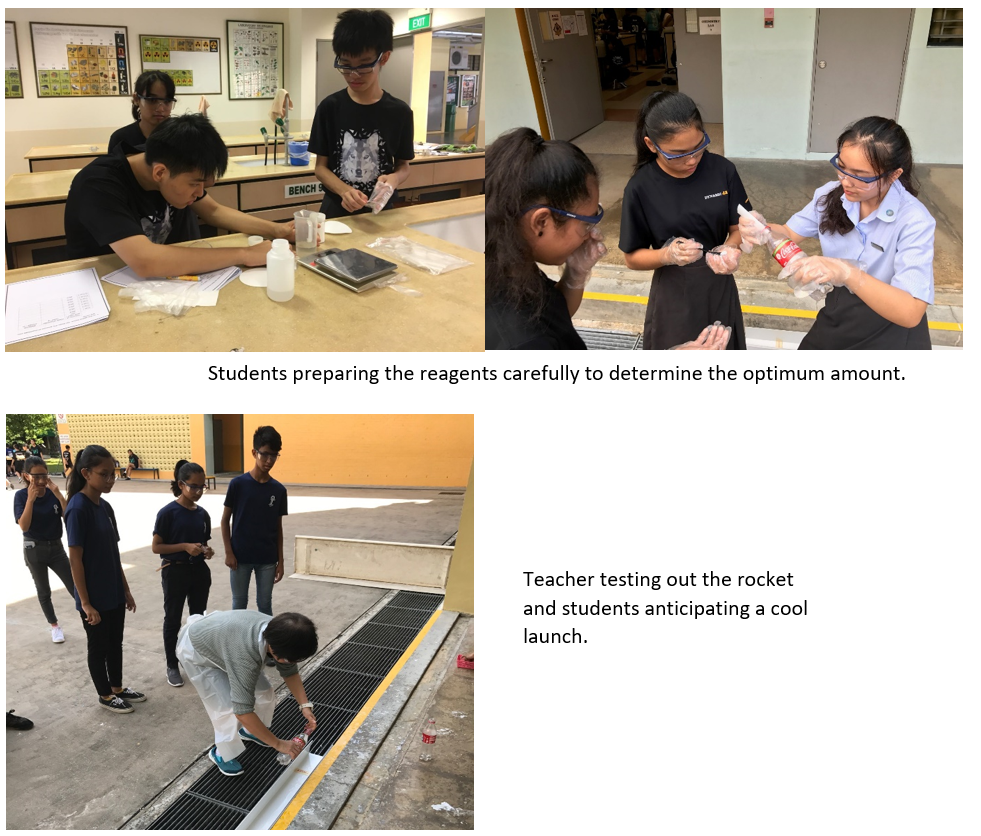 EXIT
BENCH 9
Students preparing the reagents carefully to determine the optimum amount.
Teacher testing out the rocket
and students anticipating a cool
launch.